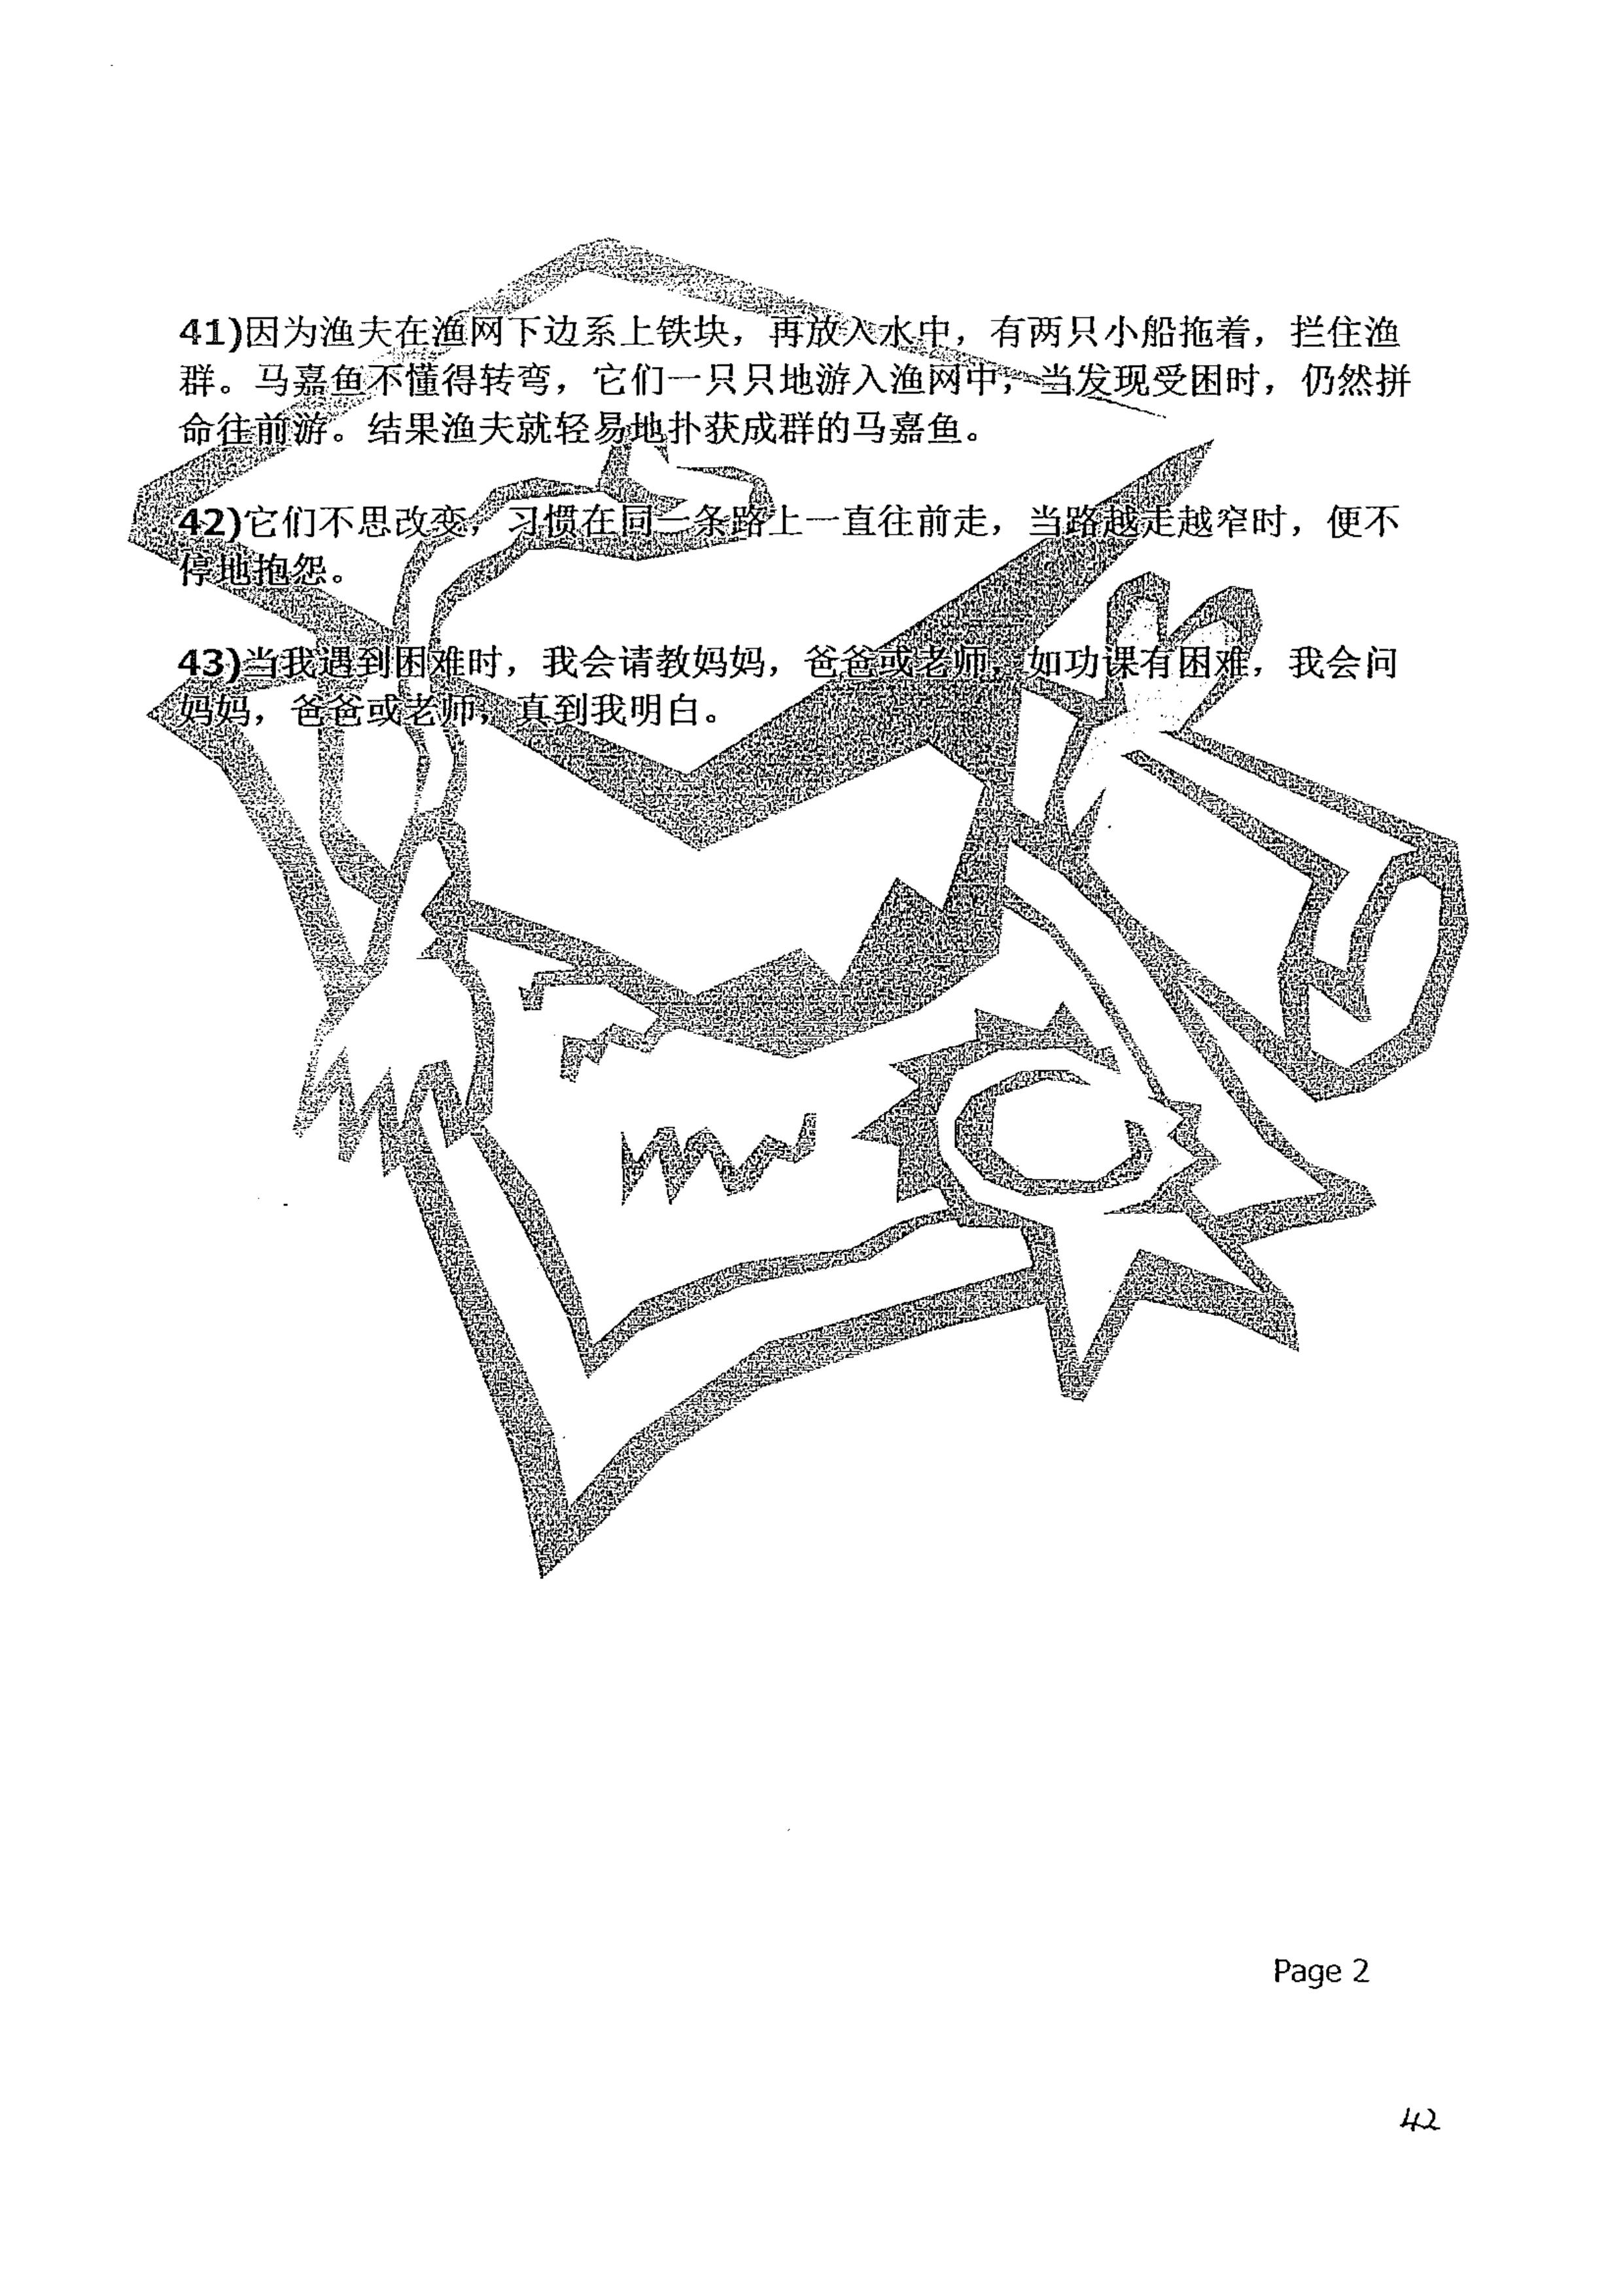 41)因为渔夫在渔网下边系上铁块，再放入水中，有两只小船拖着，拦住渔
群。马嘉鱼不懂得转弯，它们一只只地游入渔网中，当发现受困时，仍然拼
命往前游。结果渔夫就轻易地扑获成群的马嘉鱼。
42)它们不思改变，习惯在同一条路上一直往前走，当路越走越窄时，便不
停地抱怨。
43)当我遇到困难时，我会请教妈妈，爸爸或老师，如功课有困难，我会问
妈妈，爸爸或老师，真到我明白。
Page 2
42